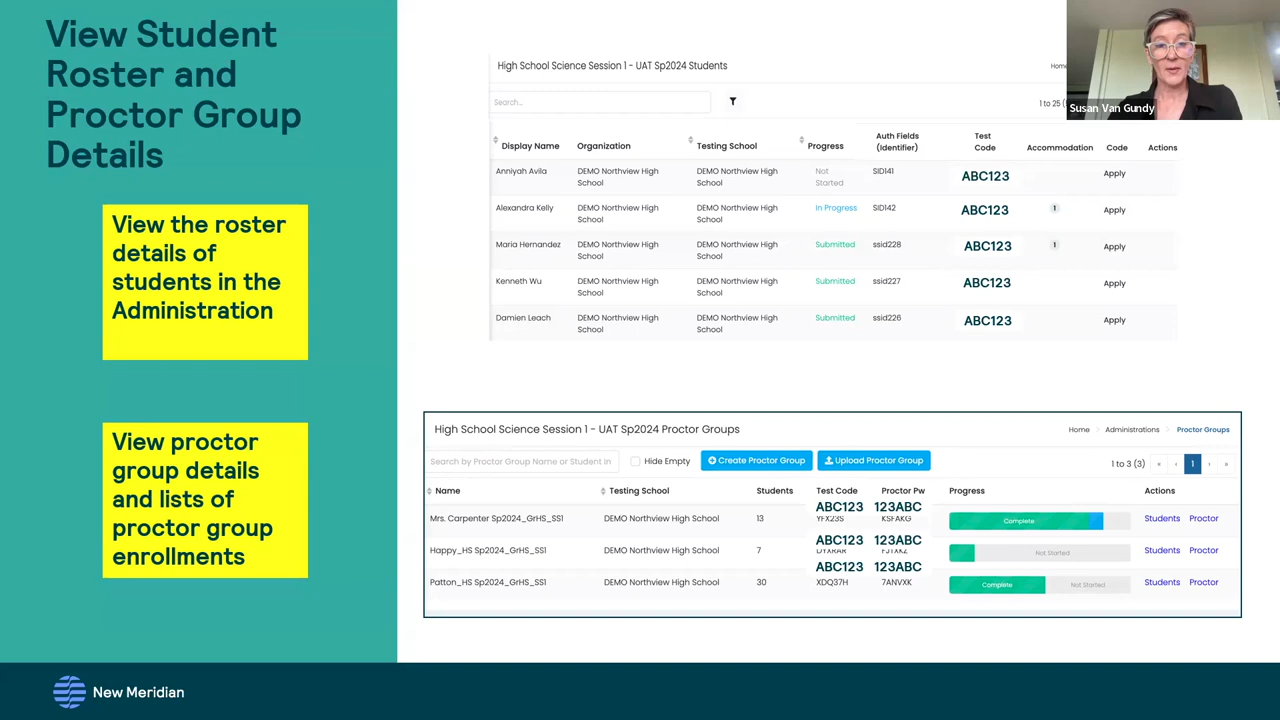 View Student
Roster and
Proctor Group
Details
View the roster
details of
students in the
Administration
View proctor
group details
and lists of
proctor group
enrollments
High School Science Session 1 - UAT Sp2024 Students
Search...
1 to 25
Susan Van Gundy
Display Name Organization Testing School Progress Auth Fields (Identifier) Test Code Accommodation Code Actions
Anniyah Avila DEMO Northview High School DEMO Northview High School Not Started SIDI41 ABC123 Apply
Alexandra Kelly DEMO Northview High School DEMO Northview High School In Progress SIDI42 ABC123 1 Apply
Maria Hernandez DEMO Northview High School DEMO Northview High School Submitted ssid228 ABC123 1 Apply
Kenneth Wu DEMO Northview High School DEMO Northview High School Submitted ssid227 ABC123 Apply
Damien Leach DEMO Northview High School DEMO Northview High School Submitted ssid226 ABC123 Apply
High School Science Session 1 - UAT Sp2024 Proctor Groups
Home Administrations Proctor Groups
Search by Proctor Group Name or Student In Hide Empty Create Proctor Group Upload Proctor Group 1 to 3 (3) « ‹ 1 › »
Name Testing School Students Test Code Proctor Pw Progress Actions
ABC123 123ABC
Mrs. Carpenter Sp2024_GrHS_SS1 DEMO Northview High School 13 Complete Students Proctor
ABC123 123ABC
Happy_HS Sp2024_GrHS_SS1 DEMO Northview High School 7 Not Started Students Proctor
ABC123 123ABC
Patton_HS Sp2024_GrHS_SS1 DEMO Northview High School 30 XDQ37H 7ANVXK Complete Not Started Students Proctor
New Meridian